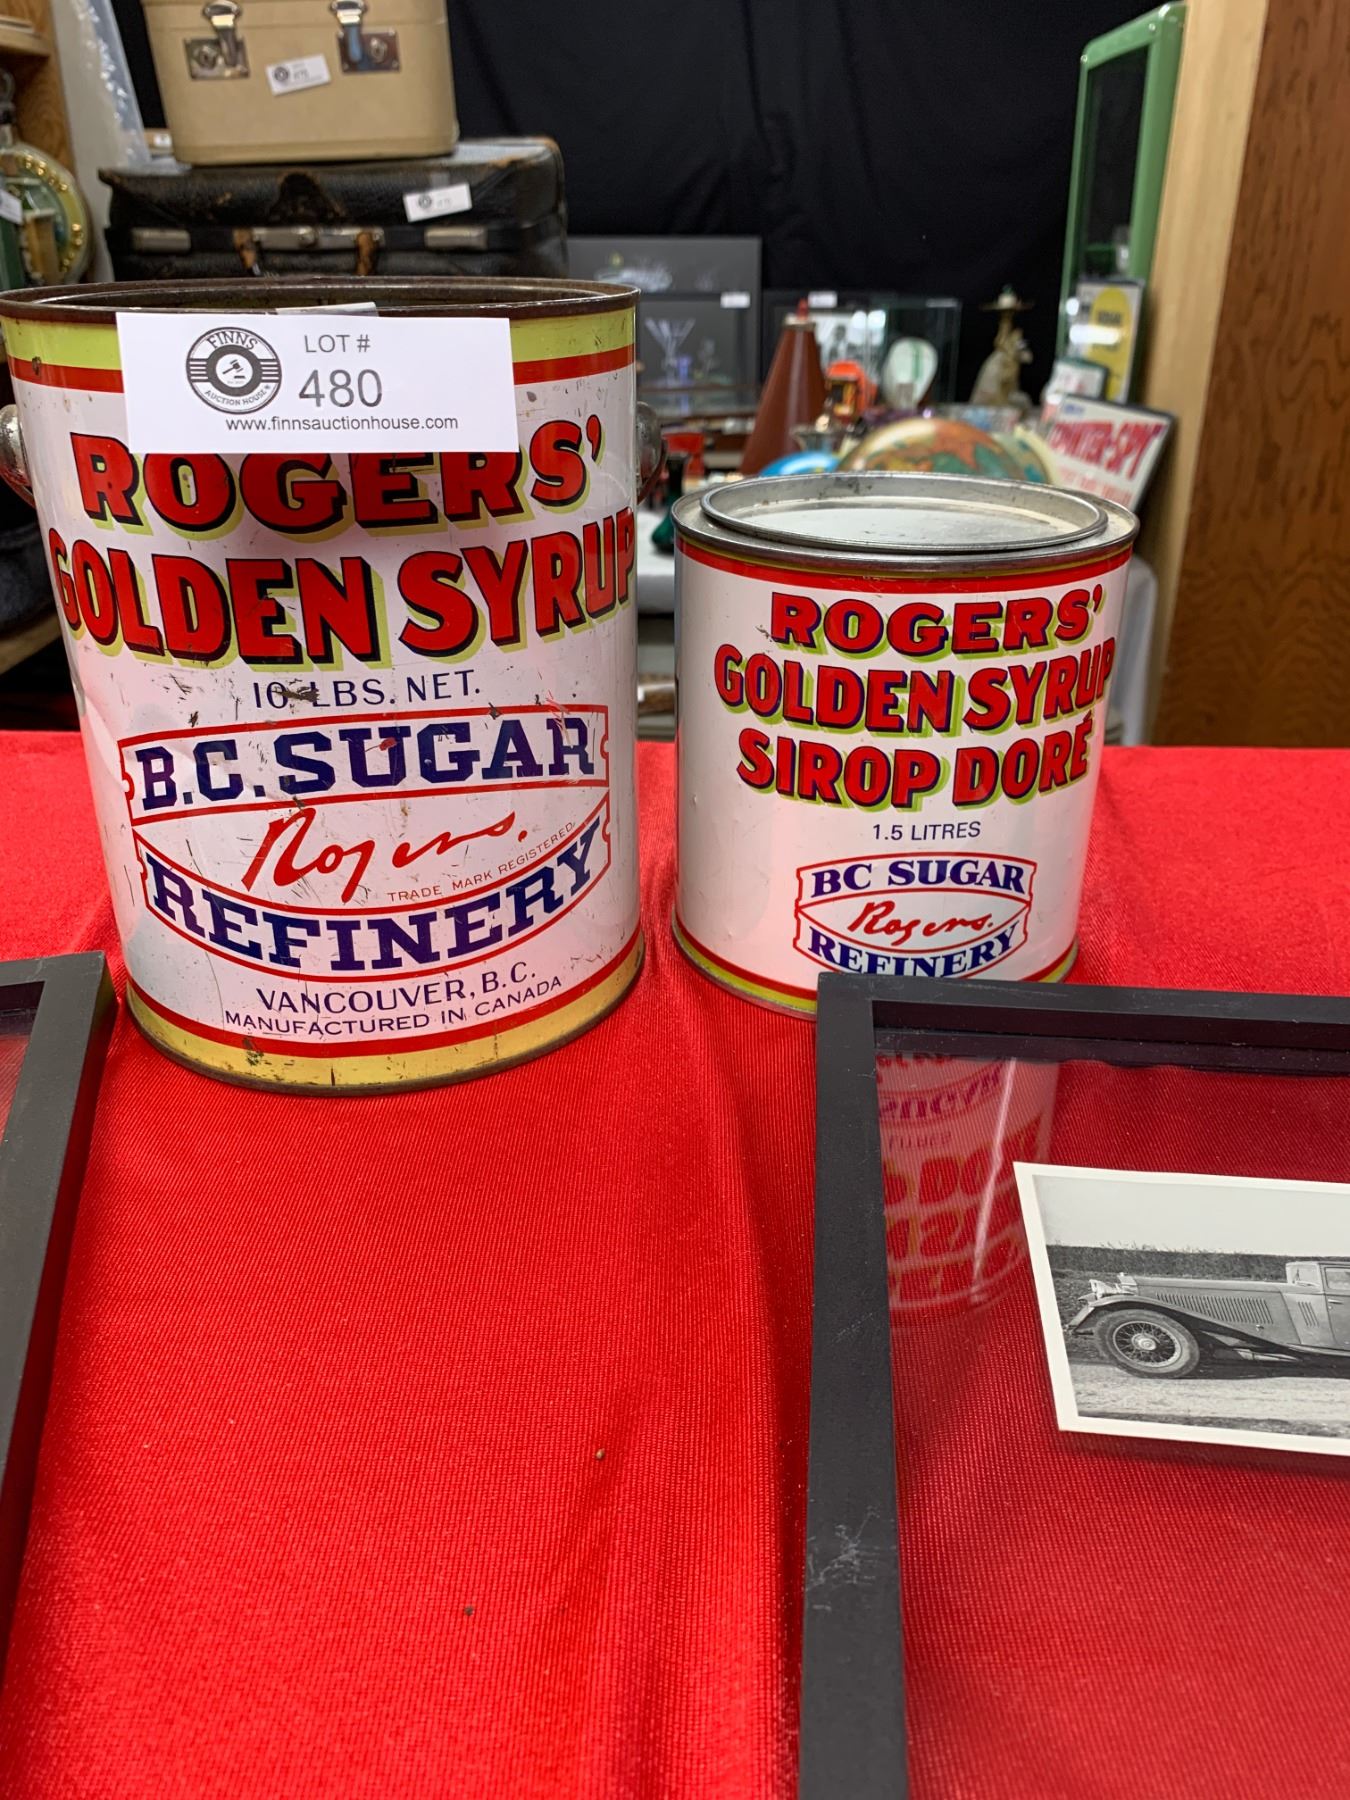 FINNS
AUCTION HOUSE
LOT #
480
www.finnsauctionhouse.com
ROGERS'
GOLDEN SYRUP
10 LBS. NET.
B.C. SUGAR
Rogers.
TRADE MARK REGISTERED
REFINERY
VANCOUVER, B.C.
MANUFACTURED IN CANADA
ROGERS'
GOLDEN SYRUP
SIROP DORÉ
1.5 LITRES
BC SUGAR
Rogers.
REFINERY